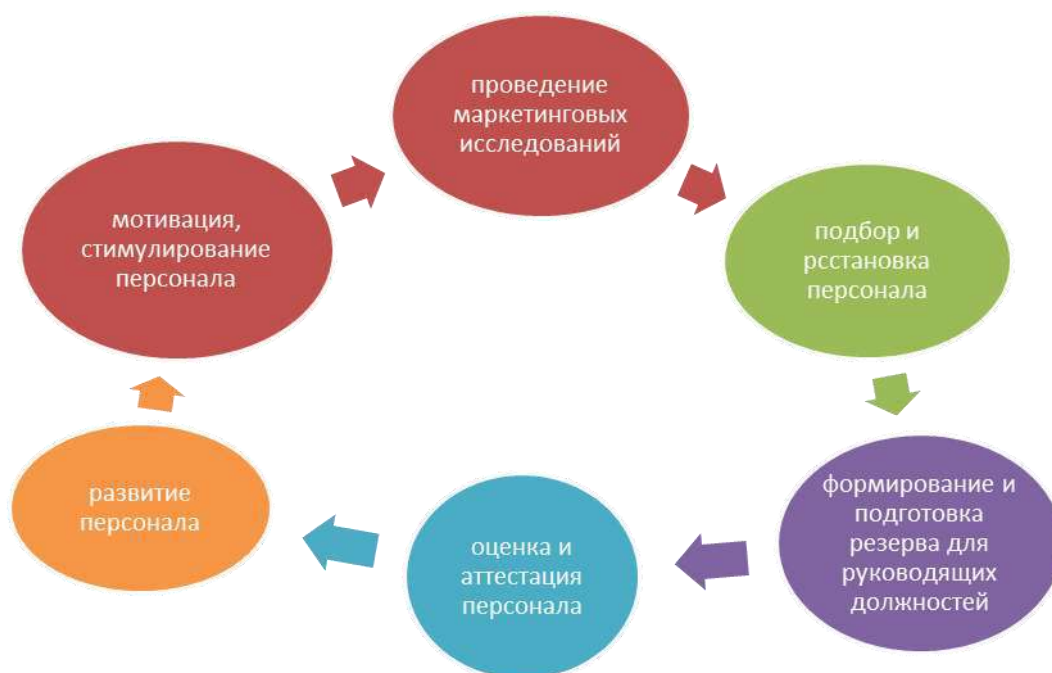 проведение
маркетинговых
исследований
подбор и
рсстановка
персонала
формирование и
подготовка
резерва для
руководящих
должностей
оценка и
аттестация
персонала
развитие
персонала
мотивация,
стимулирование
персонала